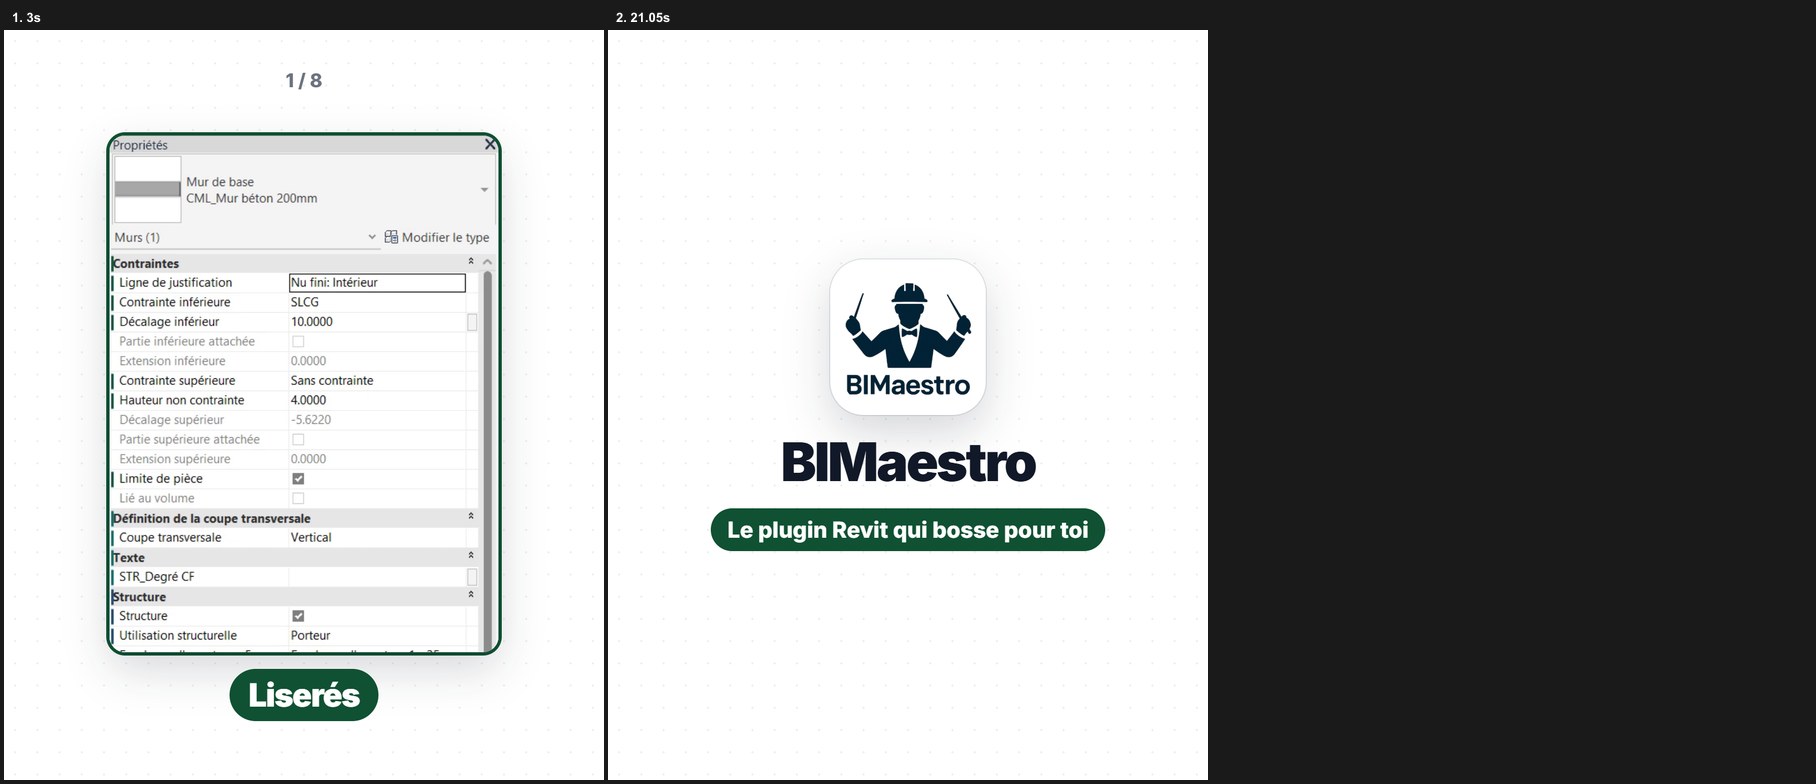 1. 3s
2. 21.05s
1 / 8
Propriétés
Mur de base
CML_Mur béton 200mm
Murs (1)
Modifier le type
Contraintes
Ligne de justification Nu fini: Intérieur
Contrainte inférieure SLCG
Décalage inférieur 10.0000
Partie inférieure attachée
Extension inférieure 0.0000
Contrainte supérieure Sans contrainte
Hauteur non contrainte 4.0000
Décalage supérieur -5.6220
Partie supérieure attachée
Extension supérieure 0.0000
Limite de pièce
Lié au volume
Définition de la coupe transversale
Coupe transversale Vertical
Texte
STR_Degré CF
Structure
Structure
Utilisation structurelle Porteur
Liserés
BIMaestro
BIMaestro
Le plugin Revit qui bosse pour toi